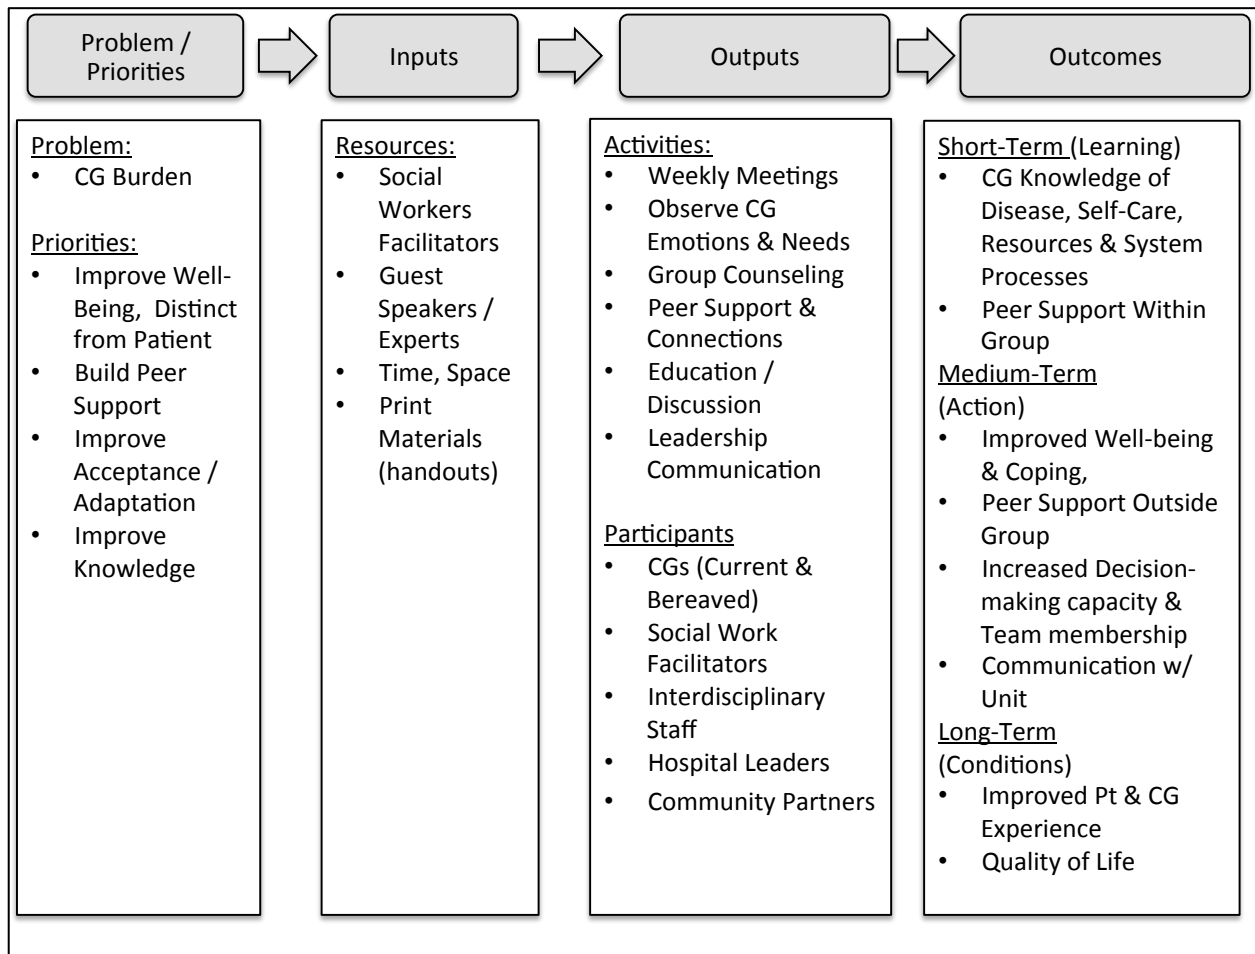 Problem /
Priorities
Inputs
Outputs
Outcomes
Problem:
• CG Burden
Priorities:
• Improve Well-
Being, Distinct
from Patient
• Build Peer
Support
• Improve
Acceptance /
Adaptation
• Improve
Knowledge
Resources:
• Social
Workers
Facilitators
• Guest
Speakers /
Experts
• Time, Space
• Print
Materials
(handouts)
Activities:
• Weekly Meetings
• Observe CG
Emotions & Needs
• Group Counseling
• Peer Support &
Connections
• Education /
Discussion
• Leadership
Communication
Participants
• CGs (Current &
Bereaved)
• Social Work
Facilitators
• Interdisciplinary
Staff
• Hospital Leaders
• Community Partners
Short-Term (Learning)
• CG Knowledge of
Disease, Self-Care,
Resources & System
Processes
• Peer Support Within
Group
Medium-Term
(Action)
• Improved Well-being
& Coping,
• Peer Support Outside
Group
• Increased Decision-
making capacity &
Team membership
• Communication w/
Unit
Long-Term
(Conditions)
• Improved Pt & CG
Experience
• Quality of Life